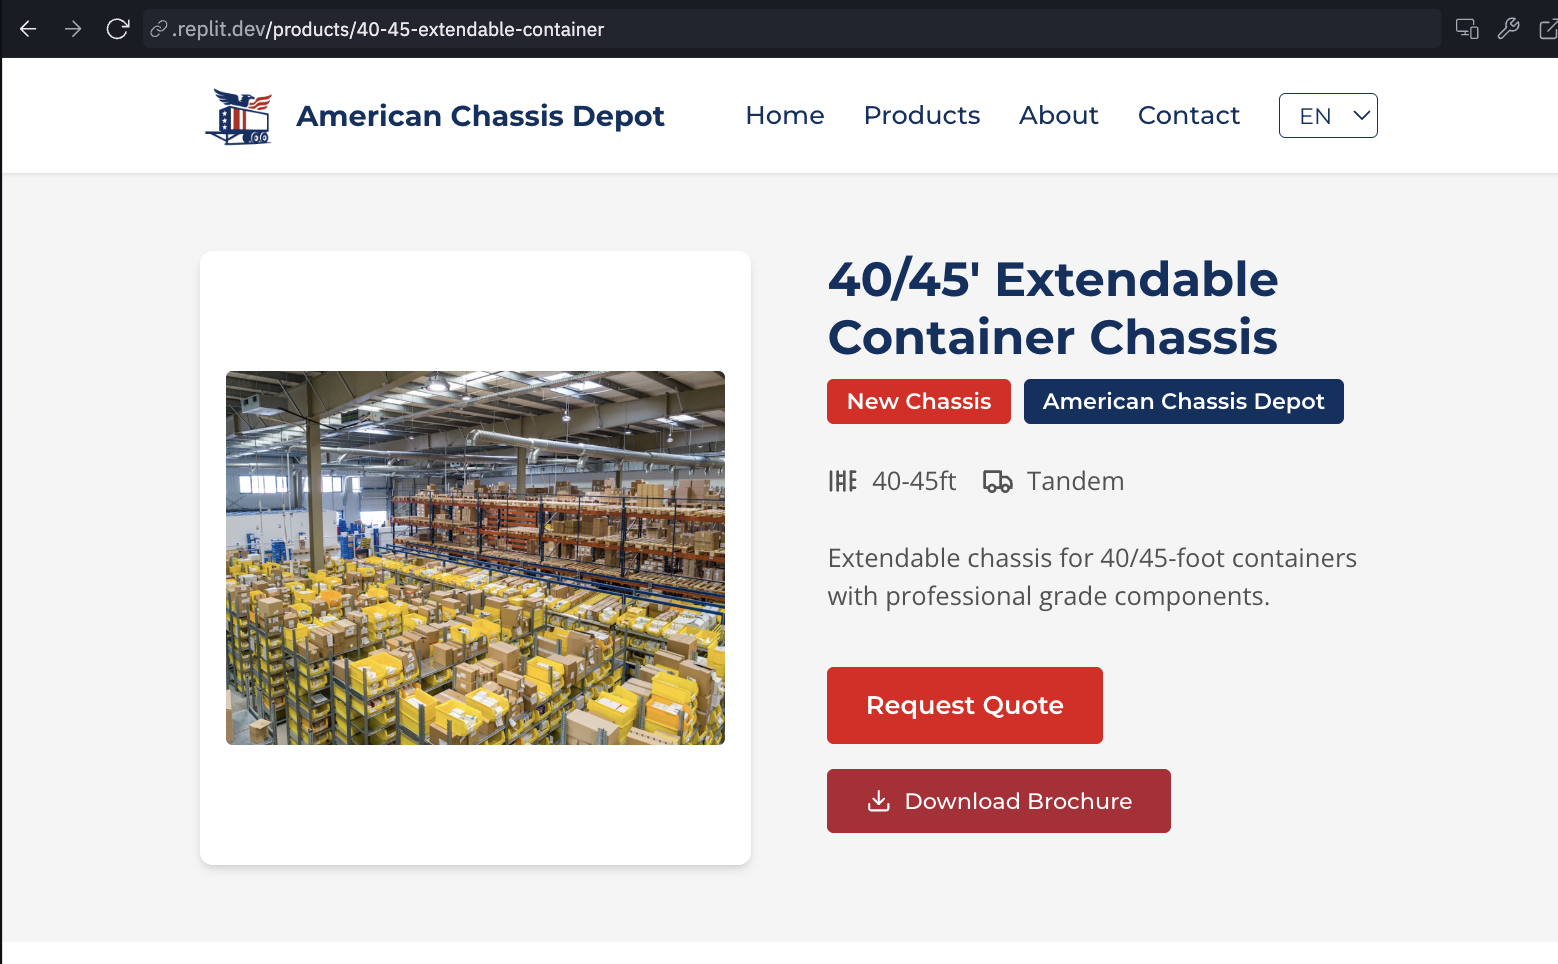 .replit.dev/products/40-45-extendable-container
American Chassis Depot
Home
Products
About
Contact
EN
40/45' Extendable
Container Chassis
New Chassis
American Chassis Depot
40-45ft
Tandem
Extendable chassis for 40/45-foot containers
with professional grade components.
Request Quote
Download Brochure